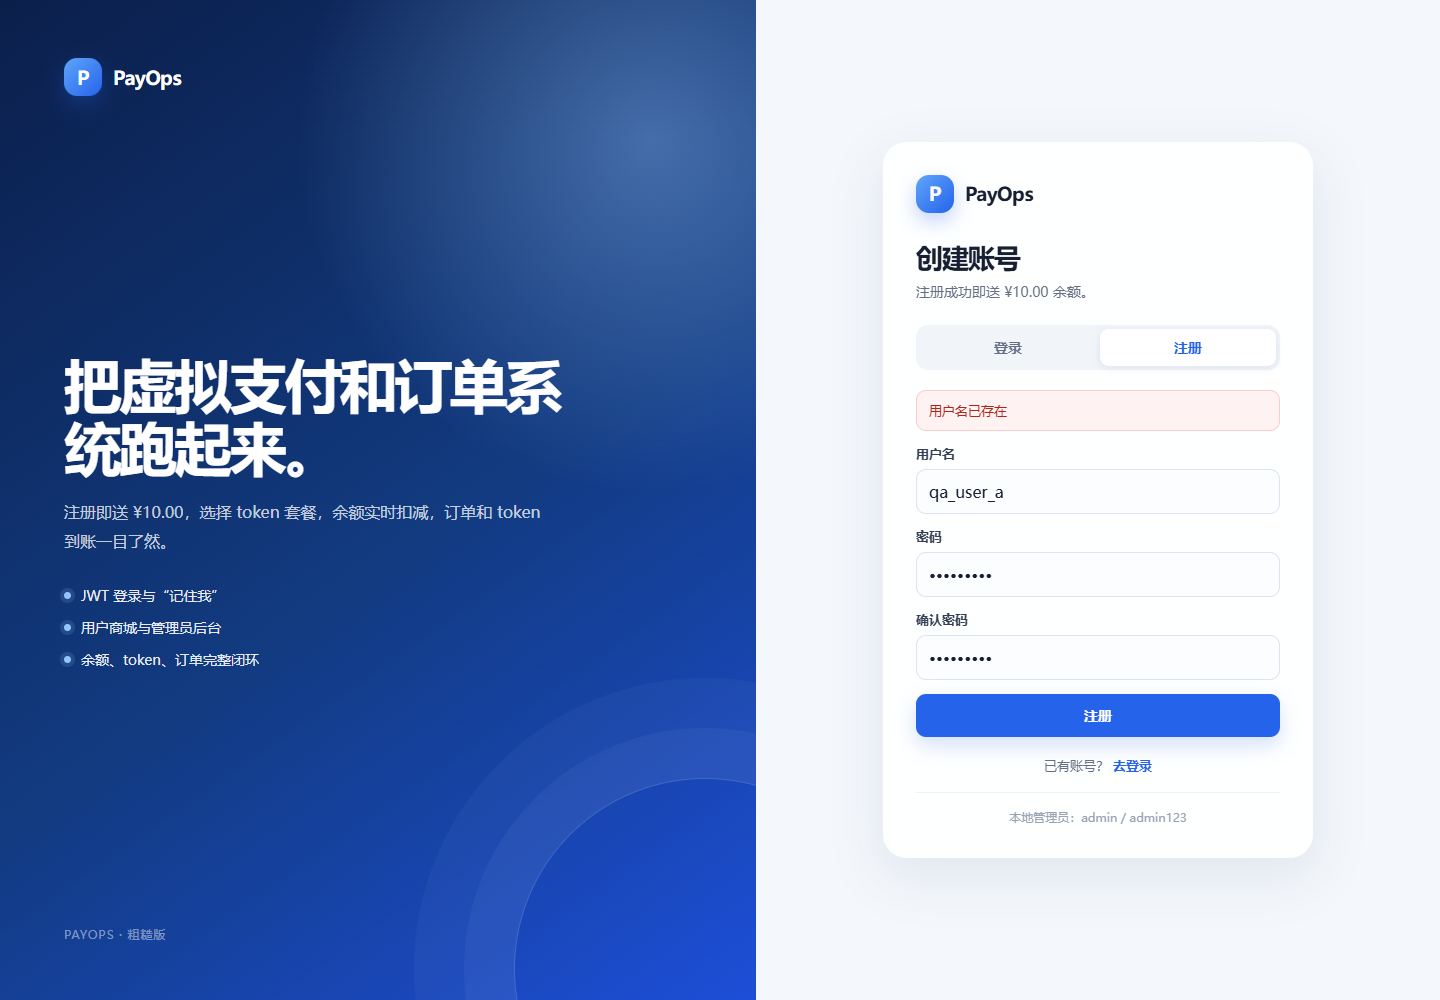 P PayOps
把虚拟支付和订单系
统跑起来。
注册即送 ¥10.00，选择 token 套餐，余额实时扣减，订单和 token
到账一目了然。
JWT 登录与“记住我”
用户商城与管理员后台
余额、token、订单完整闭环
PAYOPS · 粗糙版
P PayOps
创建账号
注册成功即送 ¥10.00 余额。
登录 注册
用户名已存在
用户名
qa_user_a
密码
•••••••••
确认密码
•••••••••
注册
已有账号？ 去登录
本地管理员：admin / admin123